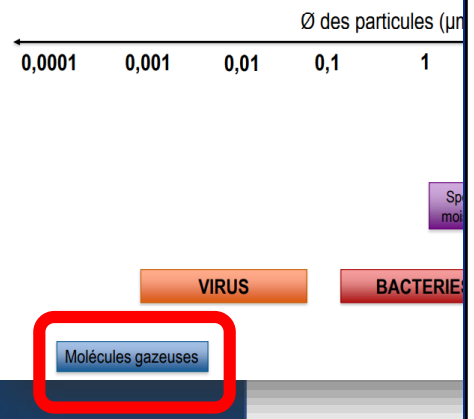 Ø des particules (µm
0,0001 0,001 0,01 0,1 1
VIRUS BACTERIES
Molécules gazeuses